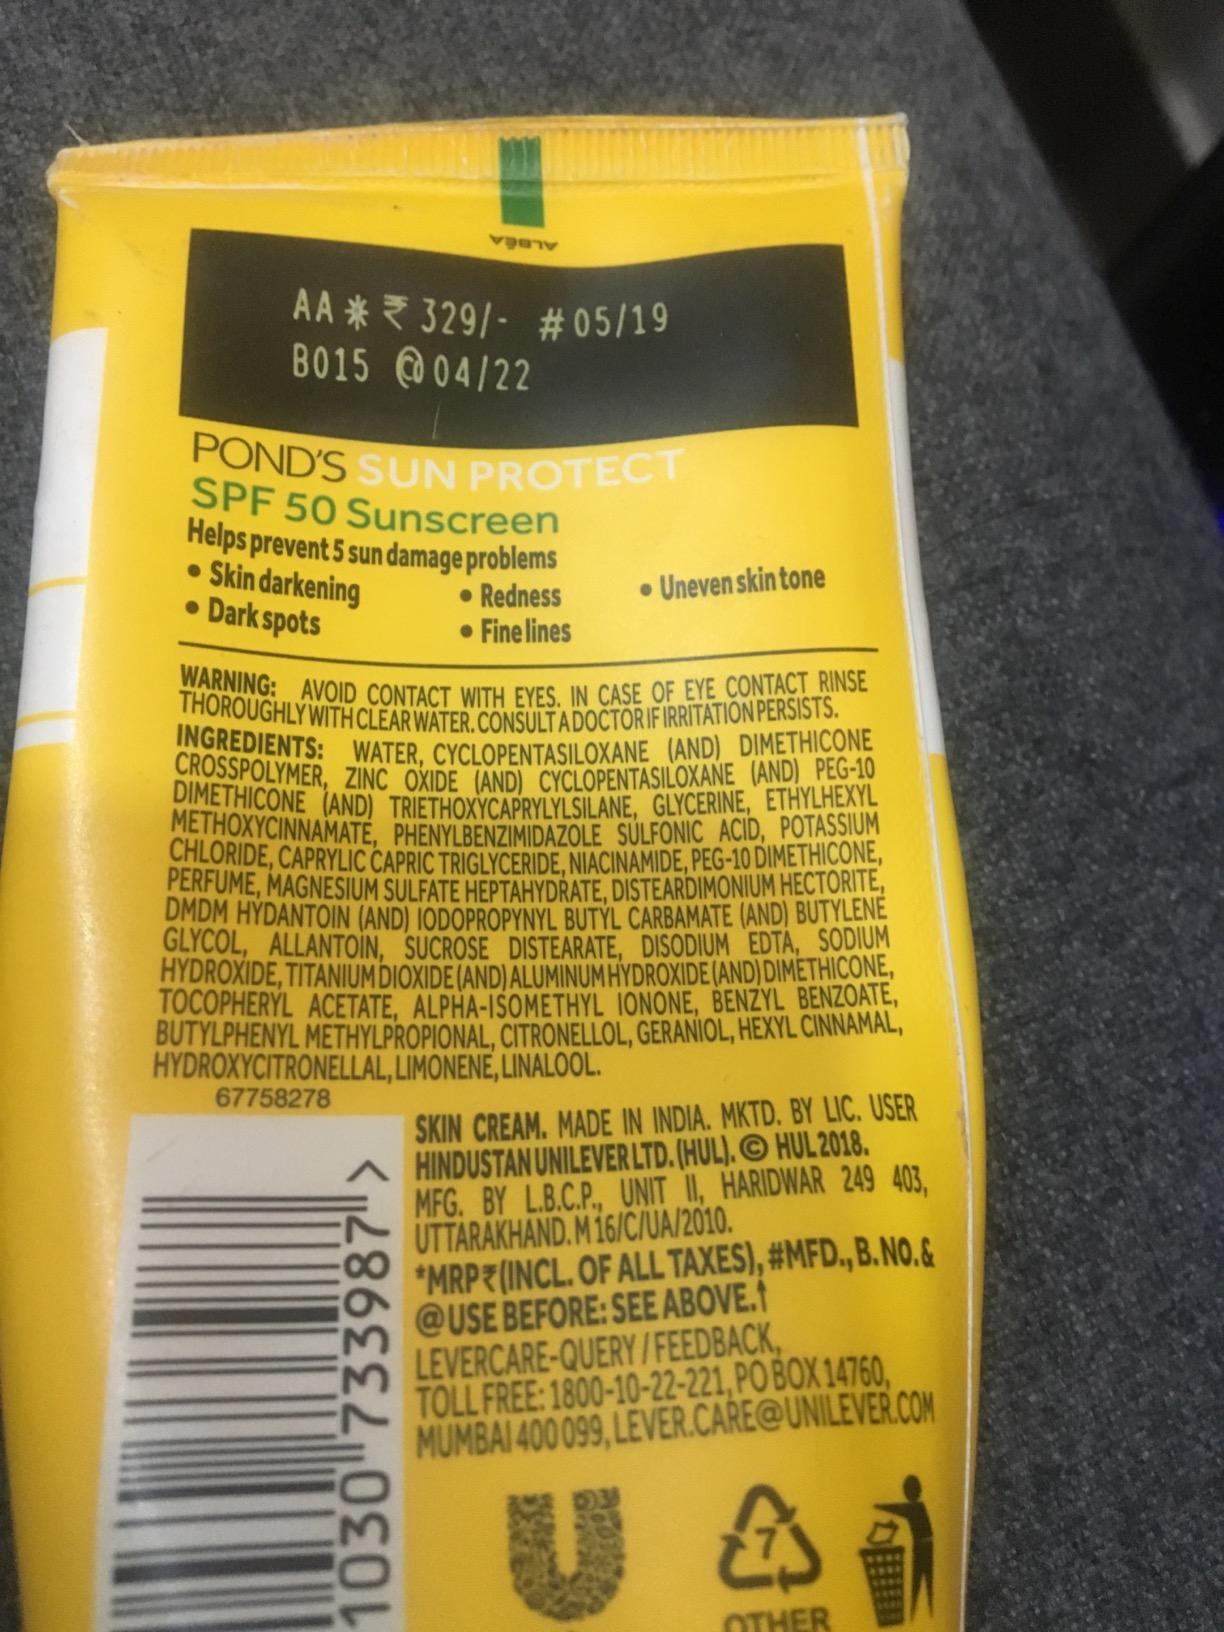 ALBÉA
AA * ₹ 329/- #05/19
B015 @04/22
POND'S SUN PROTECT
SPF 50 Sunscreen
Helps prevent 5 sun damage problems
• Skin darkening • Redness • Uneven skin tone
• Dark spots • Fine lines
WARNING: AVOID CONTACT WITH EYES. IN CASE OF EYE CONTACT RINSE
THOROUGHLY WITH CLEAR WATER. CONSULT A DOCTOR IF IRRITATION PERSISTS.
INGREDIENTS: WATER, CYCLOPENTASILOXANE (AND) DIMETHICONE
CROSSPOLYMER, ZINC OXIDE (AND) CYCLOPENTASILOXANE (AND) PEG-10
DIMETHICONE (AND) TRIETHOXYCAPRYLYLSILANE, GLYCERINE, ETHYLHEXYL
METHOXYCINNAMATE, PHENYLBENZIMIDAZOLE SULFONIC ACID, POTASSIUM
CHLORIDE, CAPRYLIC CAPRIC TRIGLYCERIDE, NIACINAMIDE, PEG-10 DIMETHICONE,
PERFUME, MAGNESIUM SULFATE HEPTAHYDRATE, DISTEARDIMONIUM HECTORITE,
DMDM HYDANTOIN (AND) IODOPROPYNYL BUTYL CARBAMATE (AND) BUTYLENE
GLYCOL, ALLANTOIN, SUCROSE DISTEARATE, DISODIUM EDTA, SODIUM
HYDROXIDE, TITANIUM DIOXIDE (AND) ALUMINUM HYDROXIDE (AND) DIMETHICONE,
TOCOPHERYL ACETATE, ALPHA-ISOMETHYL IONONE, BENZYL BENZOATE,
BUTYLPHENYL METHYLPROPIONAL, CITRONELLOL, GERANIOL, HEXYL CINNAMAL,
HYDROXYCITRONELLAL, LIMONENE, LINALOOL.
67758278
SKIN CREAM. MADE IN INDIA. MKTD. BY LIC. USER
HINDUSTAN UNILEVER LTD. (HUL). © HUL 2018.
MFG. BY L.B.C.P., UNIT II, HARIDWAR 249 403,
UTTARAKHAND. M 16/C/UA/2010.
*MRP₹(INCL. OF ALL TAXES), #MFD., B. NO. &
@USE BEFORE: SEE ABOVE.↑
LEVERCARE-QUERY / FEEDBACK,
TOLL FREE: 1800-10-22-221, PO BOX 14760,
MUMBAI 400 099, LEVER.CARE@UNILEVER.COM
1030 733987 >
7
OTHER